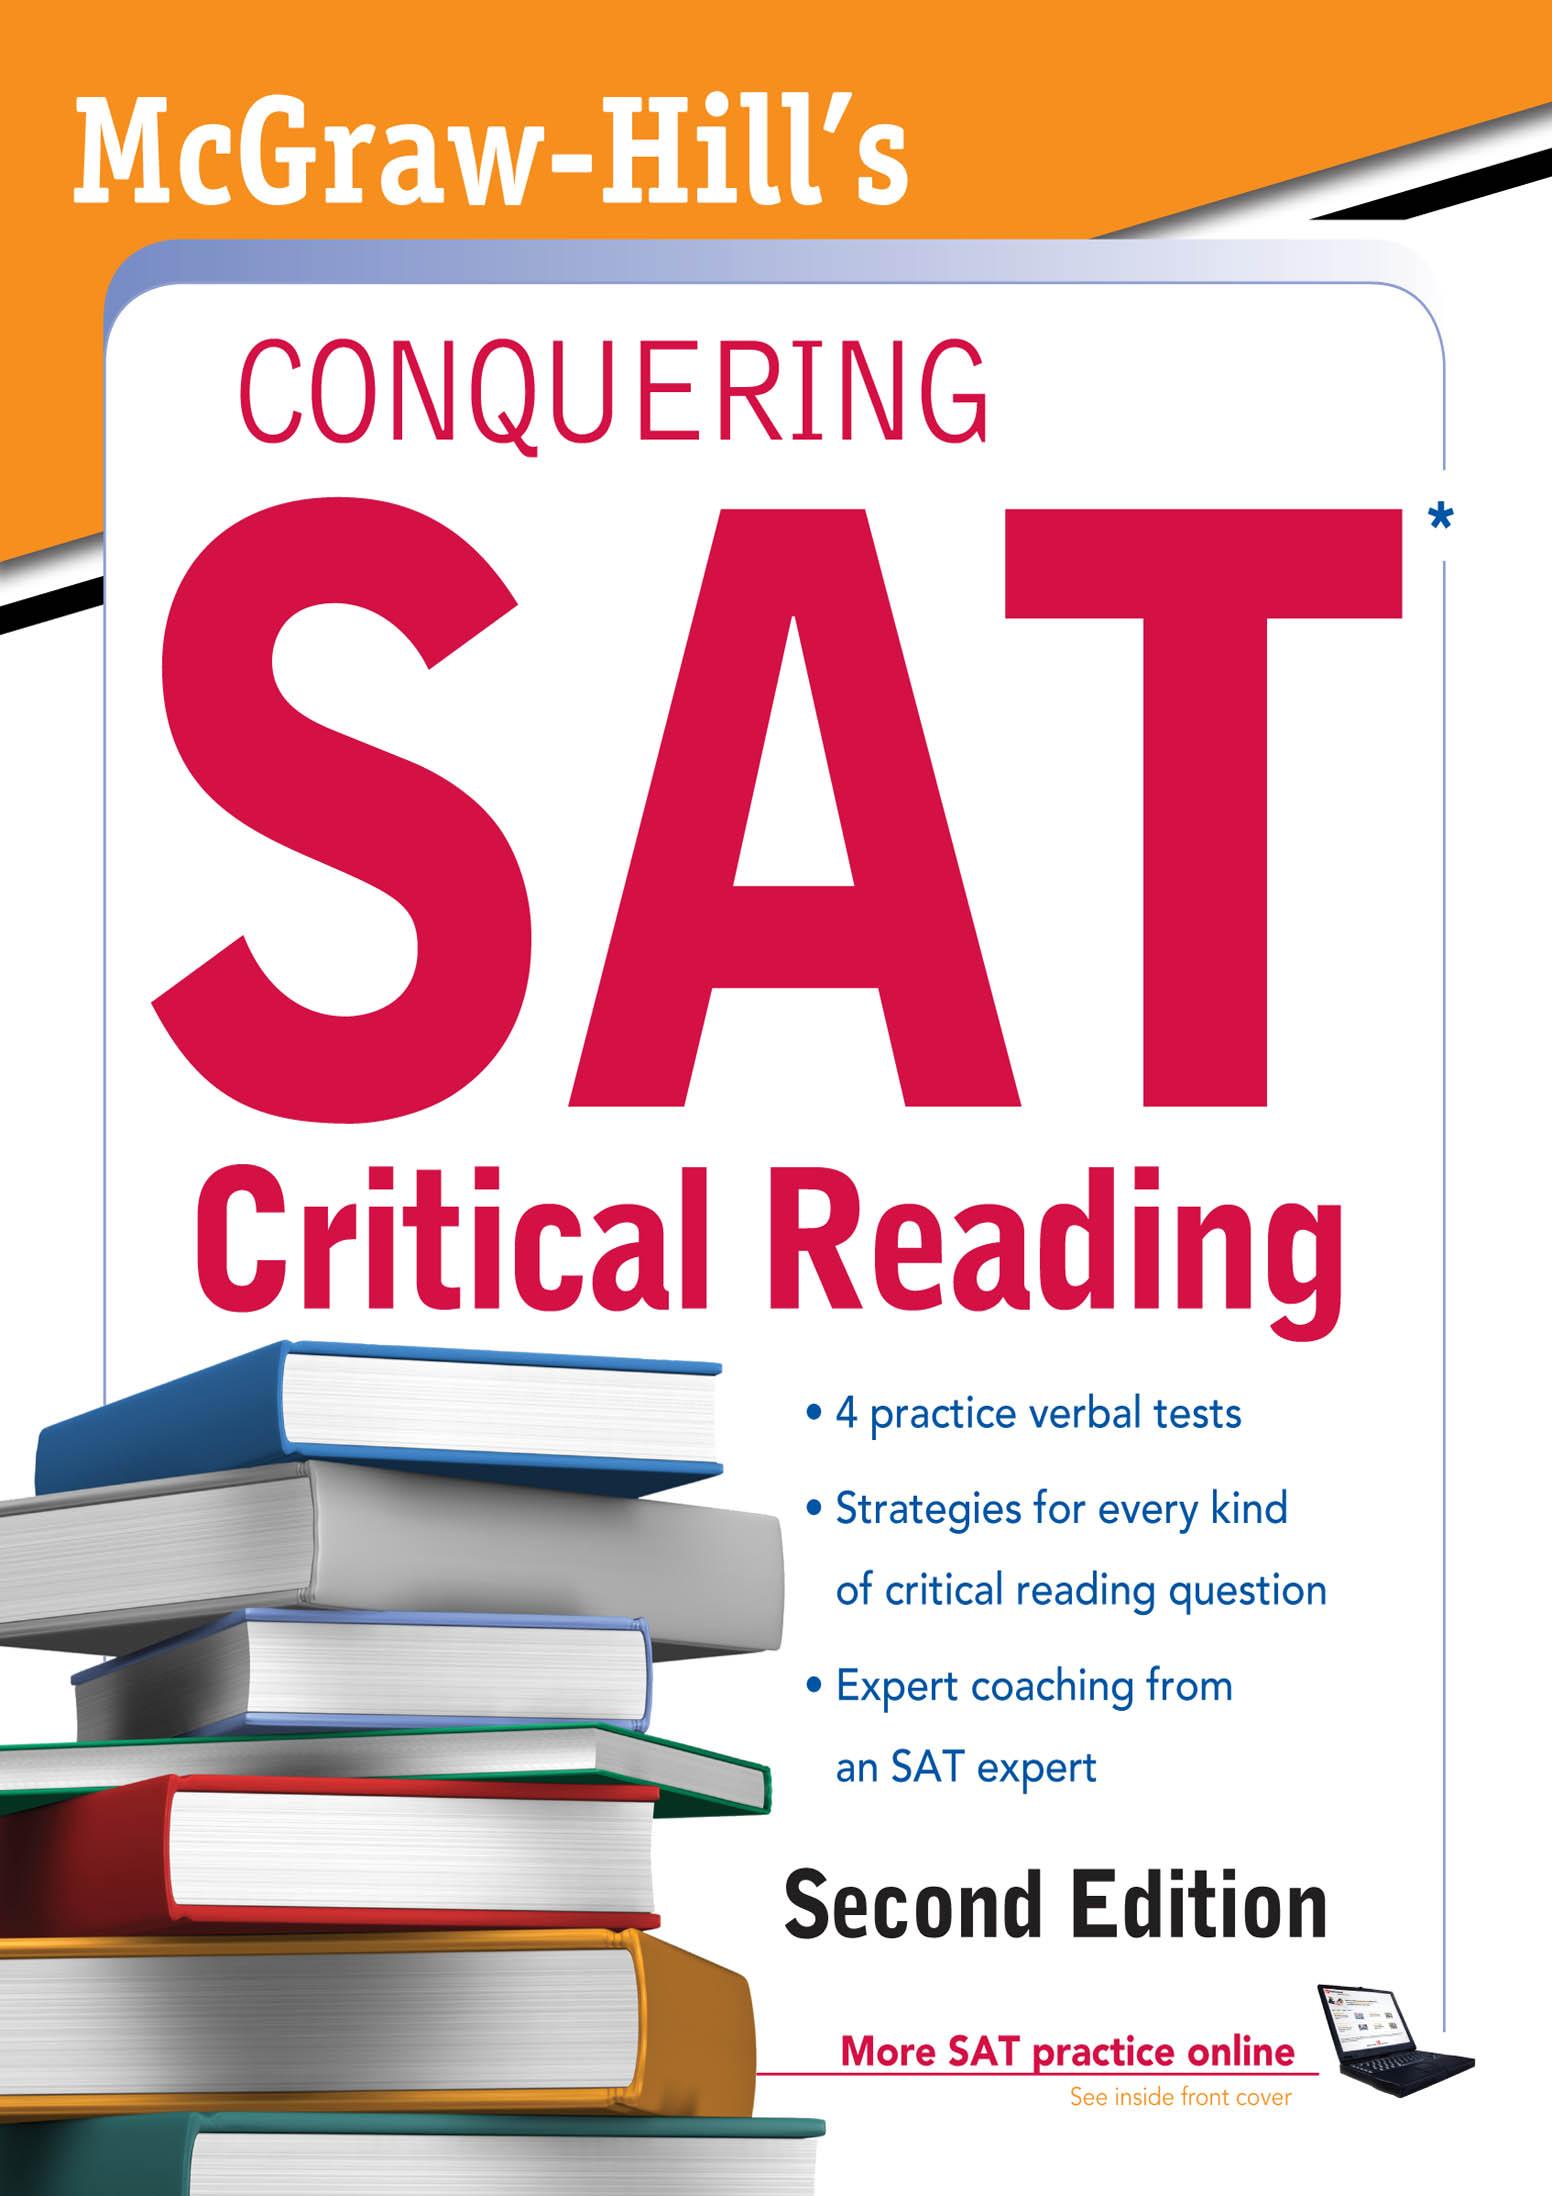 McGraw-Hill's
CONQUERING
SAT*
Critical Reading
• 4 practice verbal tests
• Strategies for every kind
of critical reading question
• Expert coaching from
an SAT expert
Second Edition
More SAT practice online
See inside front cover